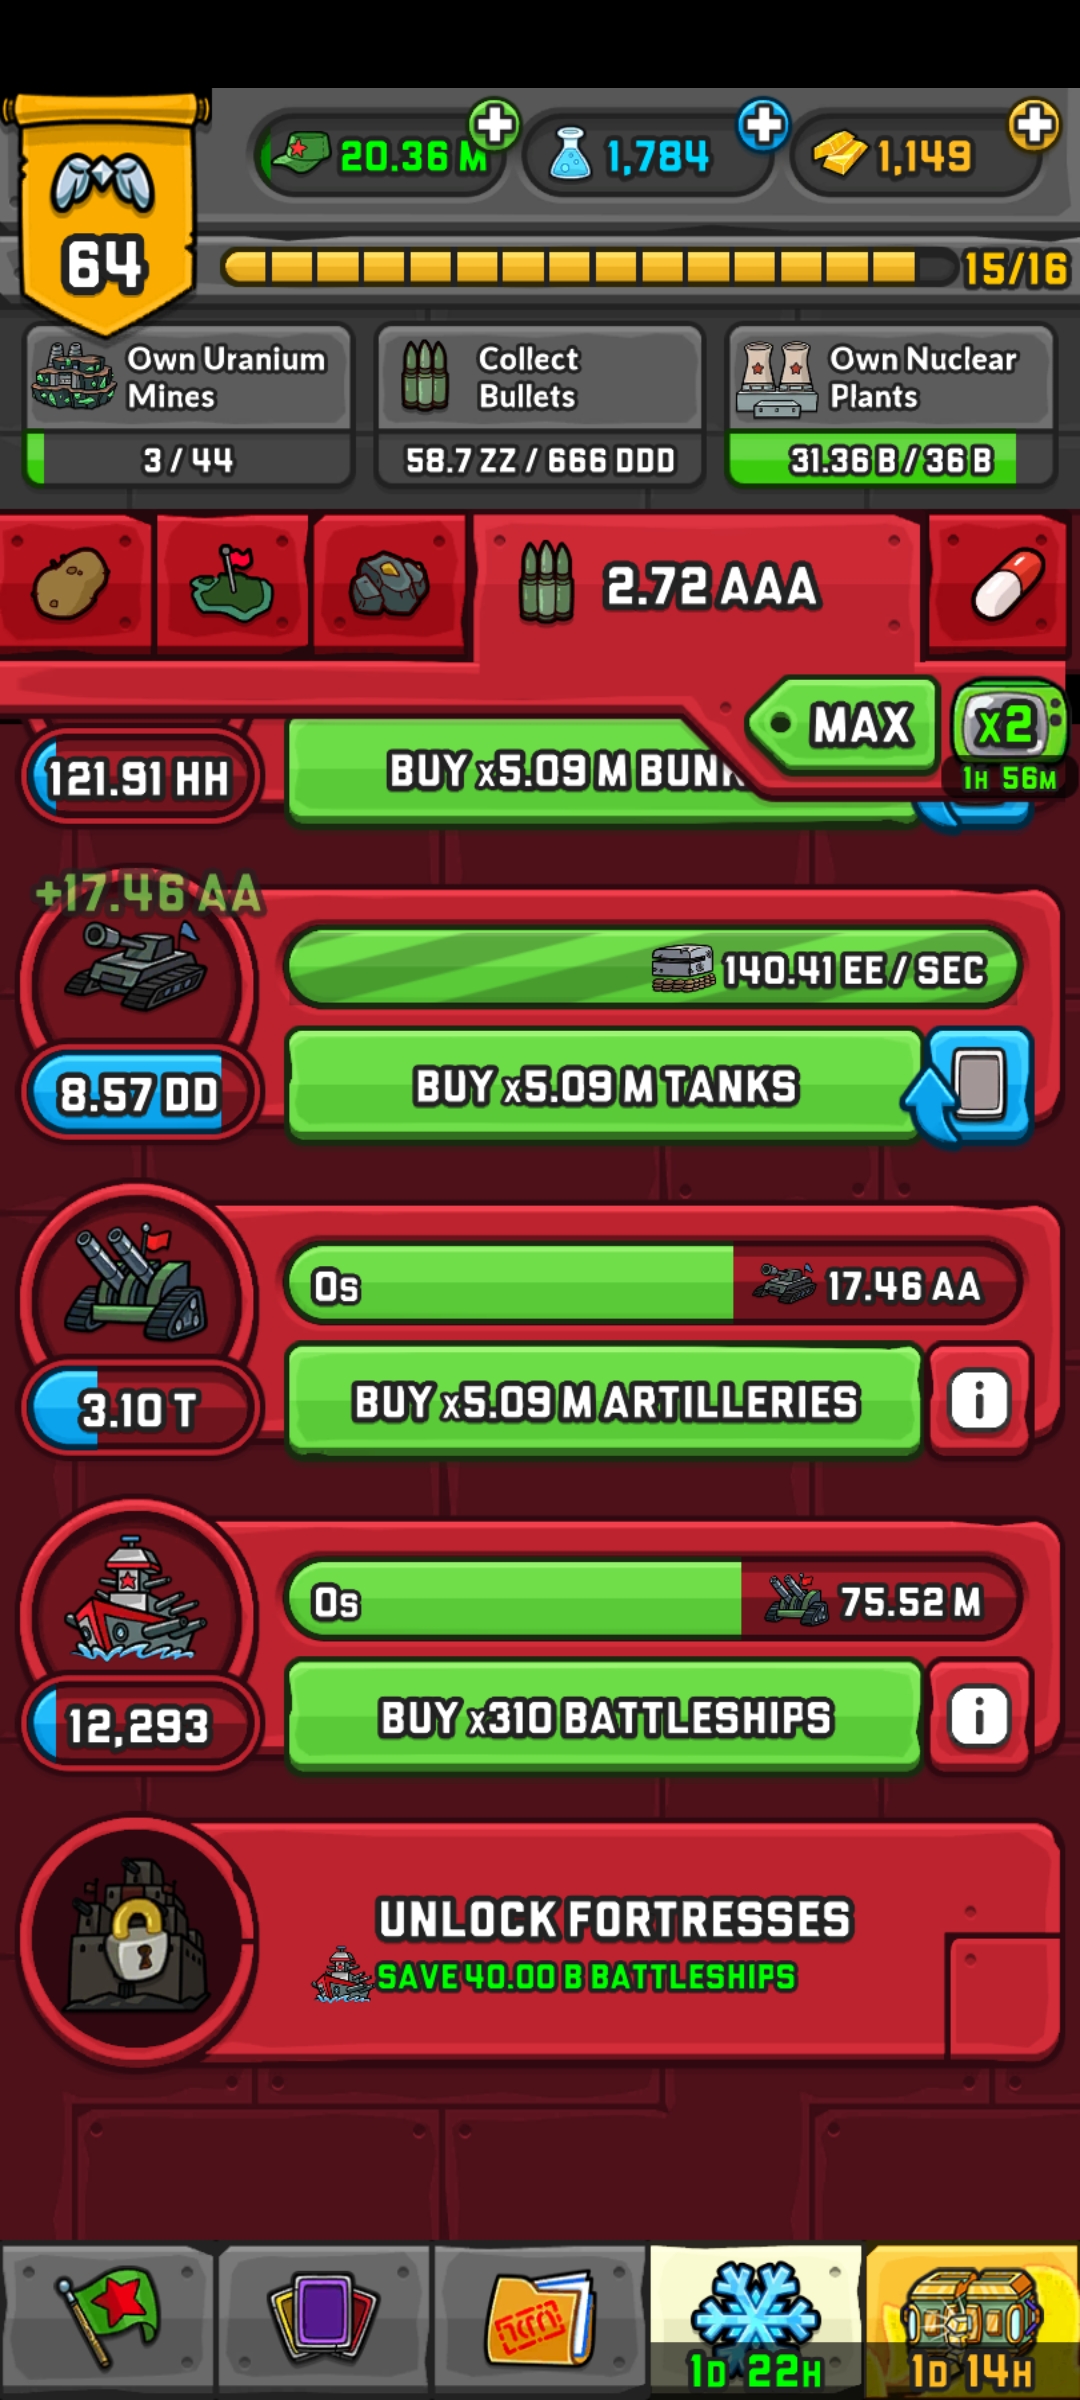 20.36 M
1,784
1,149
64
15/16
Own Uranium
Mines
3 / 44
Collect
Bullets
58.7 ZZ / 666 DDD
Own Nuclear
Plants
31.36 B / 36 B
2.72 AAA
MAX
x2
1H 56M
121.91 HH
BUY x5.09 M BUN
+17.46 AA
140.41 EE / SEC
8.57 DD
BUY x5.09 M TANKS
0s
17.46 AA
3.10 T
BUY x5.09 M ARTILLERIES
i
0s
75.52 M
12,293
BUY x310 BATTLESHIPS
i
UNLOCK FORTRESSES
SAVE 40.00 B BATTLESHIPS
1D 22H
1D 14H